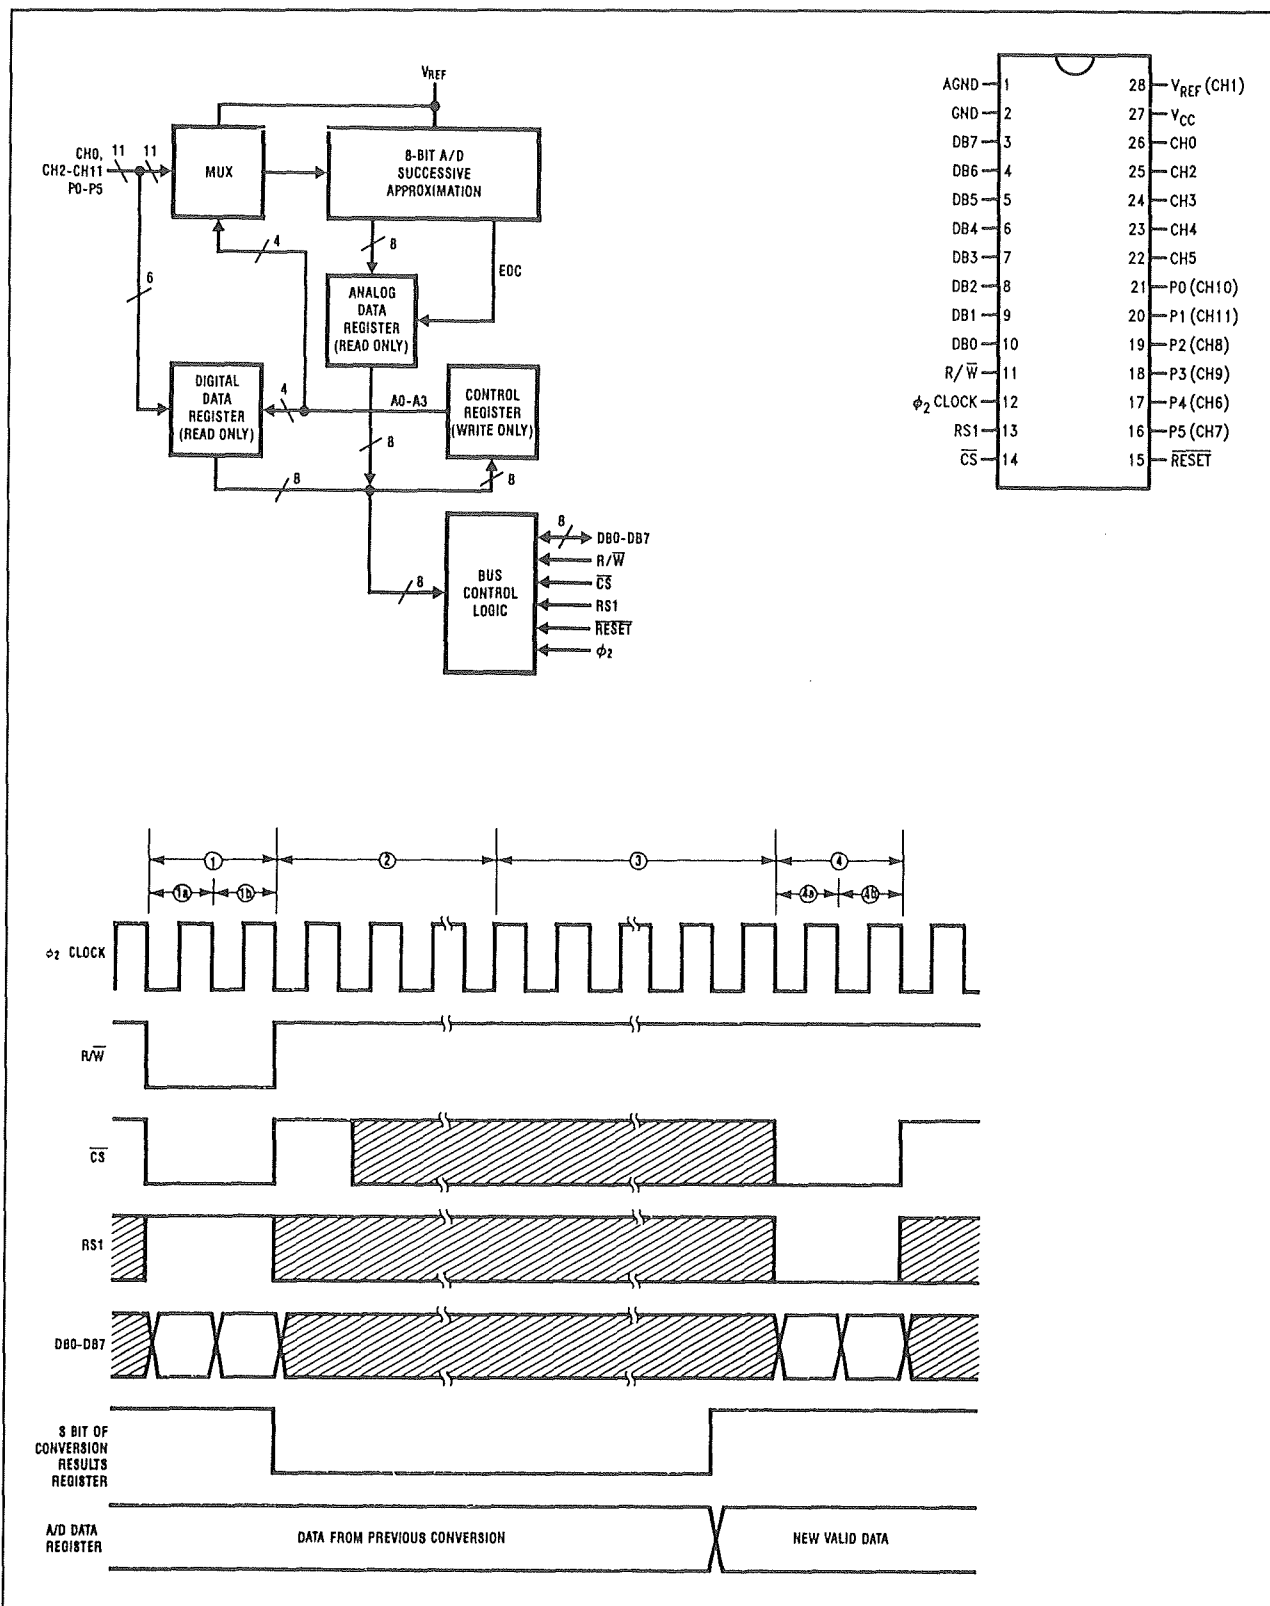 VREF
CH0,
CH2-CH11
P0-P5
11
11
MUX
8-BIT A/D
SUCCESSIVE
APPROXIMATION
4
8
EOC
6
ANALOG
DATA
REGISTER
(READ ONLY)
DIGITAL
DATA
REGISTER
(READ ONLY)
4
A0-A3
CONTROL
REGISTER
(WRITE ONLY)
8
8
8
BUS
CONTROL
LOGIC
8
8
DB0-DB7
R/W̅
C̅S̅
RS1
R̅E̅S̅E̅T̅
ϕ2
AGND 1
GND 2
DB7 3
DB6 4
DB5 5
DB4 6
DB3 7
DB2 8
DB1 9
DB0 10
R/W̅ 11
ϕ2 CLOCK 12
RS1 13
C̅S̅ 14
28 VREF (CH1)
27 VCC
26 CH0
25 CH2
24 CH3
23 CH4
22 CH5
21 P0 (CH10)
20 P1 (CH11)
19 P2 (CH8)
18 P3 (CH9)
17 P4 (CH6)
16 P5 (CH7)
15 R̅E̅S̅E̅T̅
1 2 3 4
1a 1b 4a 4b
ϕ2 CLOCK
R/W̅
C̅S̅
RS1
DB0-DB7
8 BIT OF
CONVERSION
RESULTS
REGISTER
A/D DATA
REGISTER
DATA FROM PREVIOUS CONVERSION
NEW VALID DATA